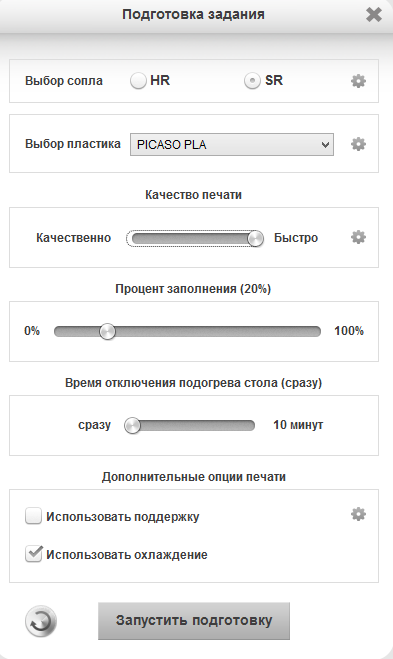 Подготовка задания
Выбор сопла HR SR
Выбор пластика PICASO PLA
Качество печати
Качественно Быстро
Процент заполнения (20%)
0% 100%
Время отключения подогрева стола (сразу)
сразу 10 минут
Дополнительные опции печати
Использовать поддержку
Использовать охлаждение
Запустить подготовку